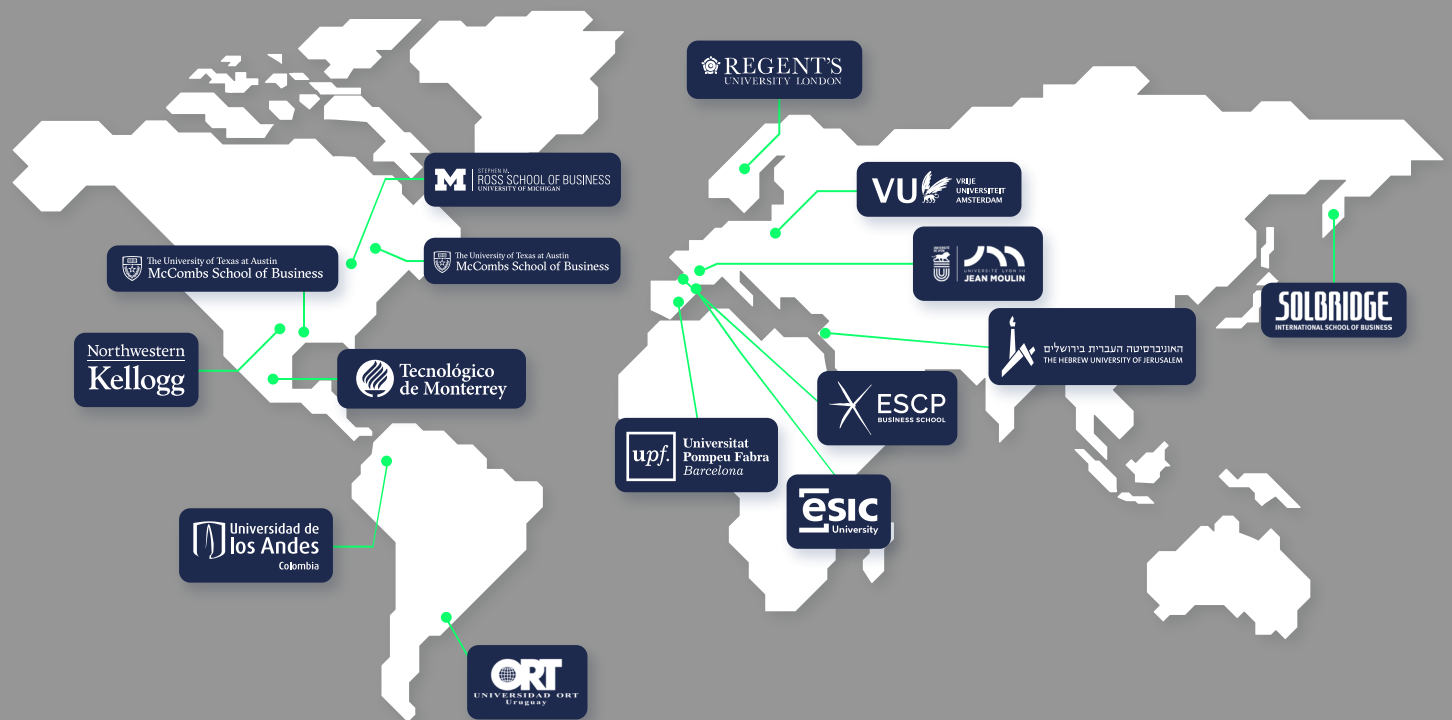 REGENT'S
UNIVERSITY LONDON
M
STEPHEN M.
ROSS SCHOOL OF BUSINESS
UNIVERSITY OF MICHIGAN
VU
VRIJE
UNIVERSITEIT
AMSTERDAM
The University of Texas at Austin
McCombs School of Business
The University of Texas at Austin
McCombs School of Business
UNIVERSITÉ LYON III
JEAN MOULIN
SOLBRIDGE
INTERNATIONAL SCHOOL OF BUSINESS
Northwestern
Kellogg
Tecnológico
de Monterrey
האוניברסיטה העברית בירושלים
THE HEBREW UNIVERSITY OF JERUSALEM
ESCP
BUSINESS SCHOOL
upf.
Universitat
Pompeu Fabra
Barcelona
esic
University
Universidad de
los Andes
Colombia
ORT
UNIVERSIDAD ORT
Uruguay